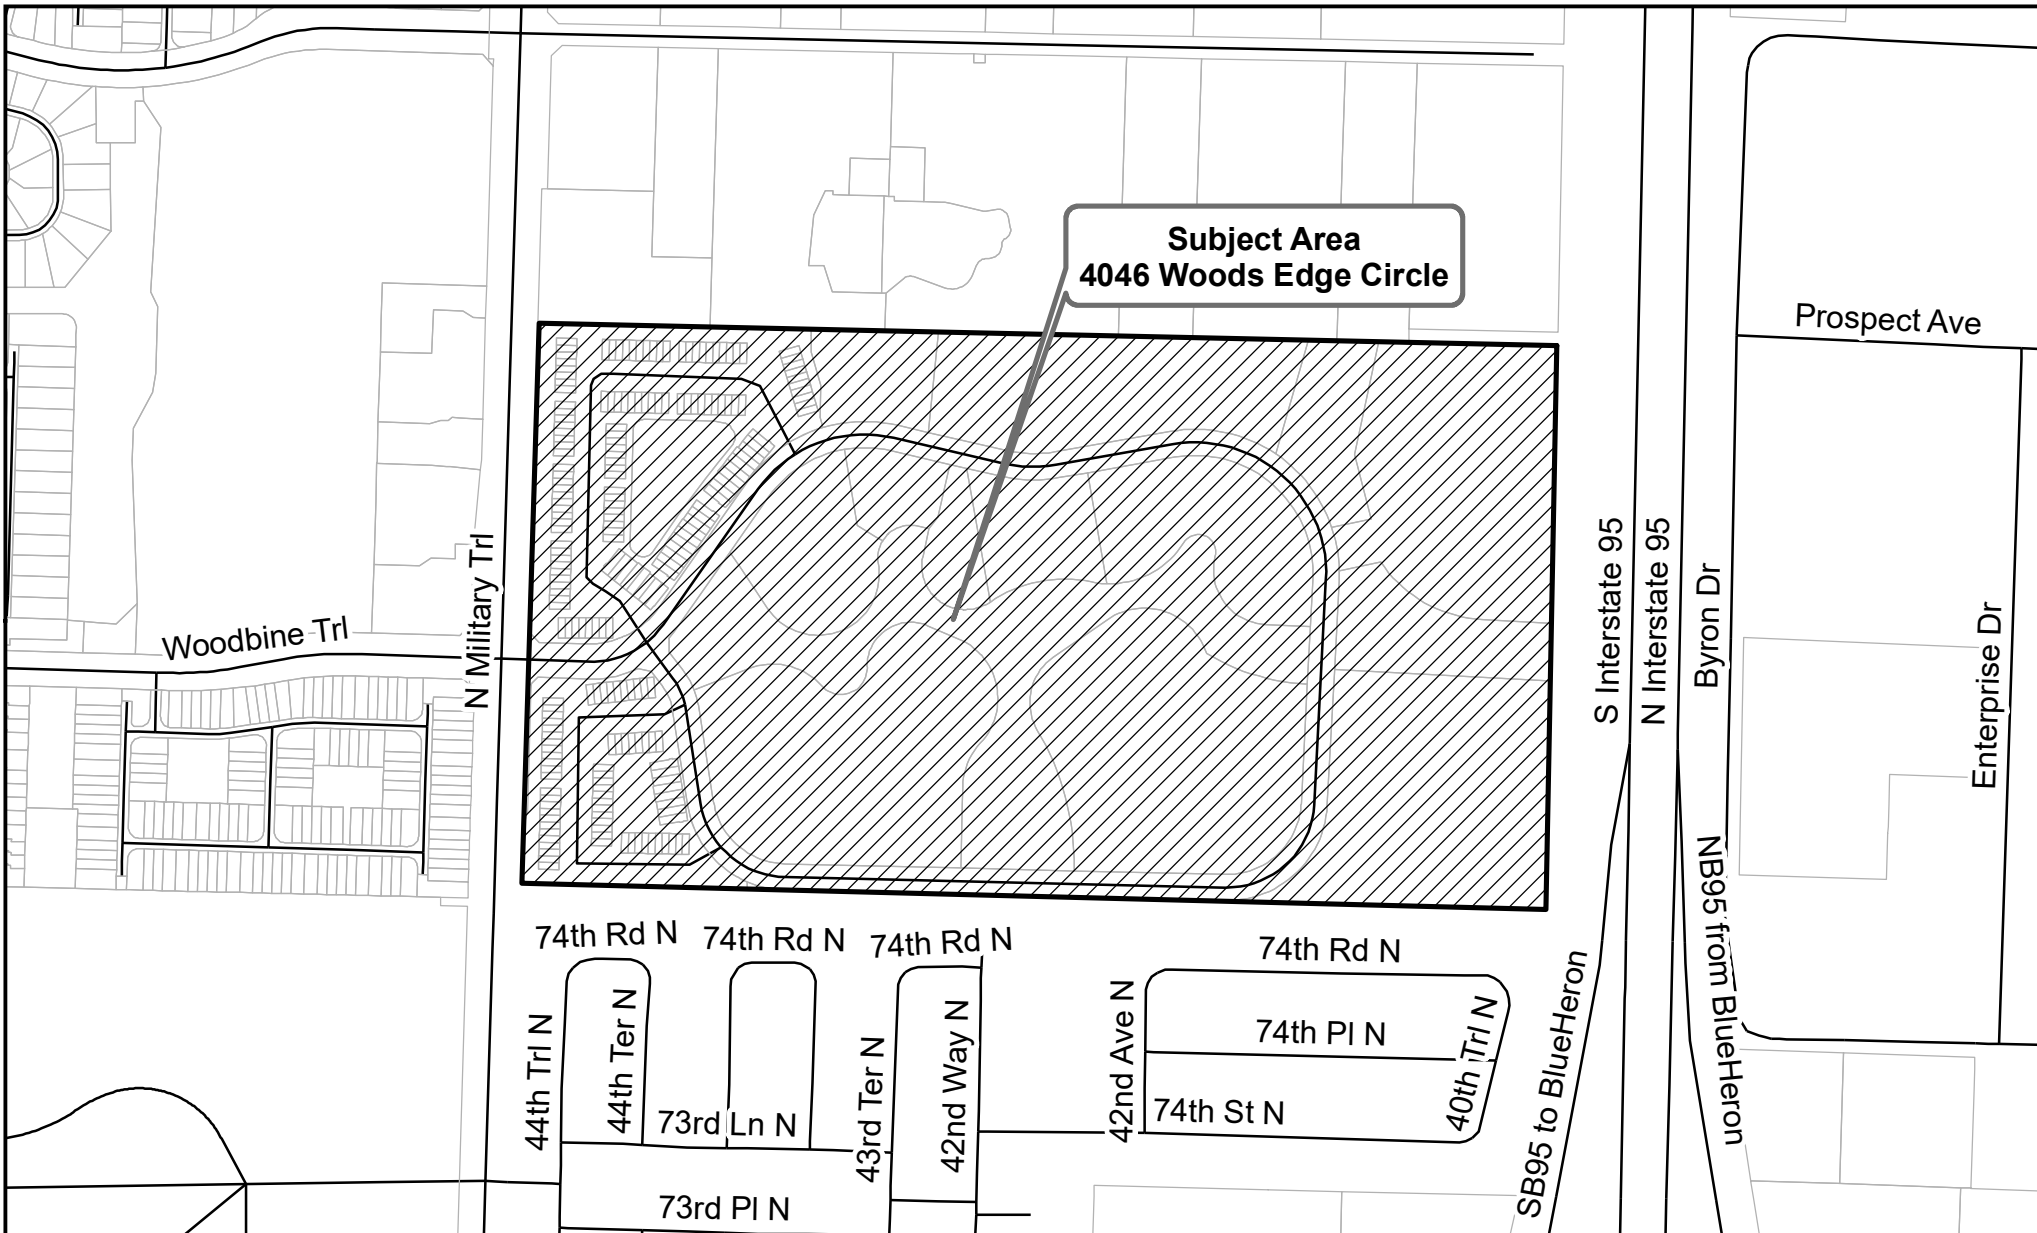 Subject Area
4046 Woods Edge Circle
Prospect Ave
N Military Trl
Woodbine Trl
S Interstate 95
N Interstate 95
Byron Dr
Enterprise Dr
NB95 from BlueHeron
SB95 to BlueHeron
74th Rd N
74th Rd N
74th Rd N
74th Rd N
44th Trl N
44th Ter N
73rd Ln N
43rd Ter N
42nd Way N
42nd Ave N
74th Pl N
74th St N
40th Trl N
73rd Pl N